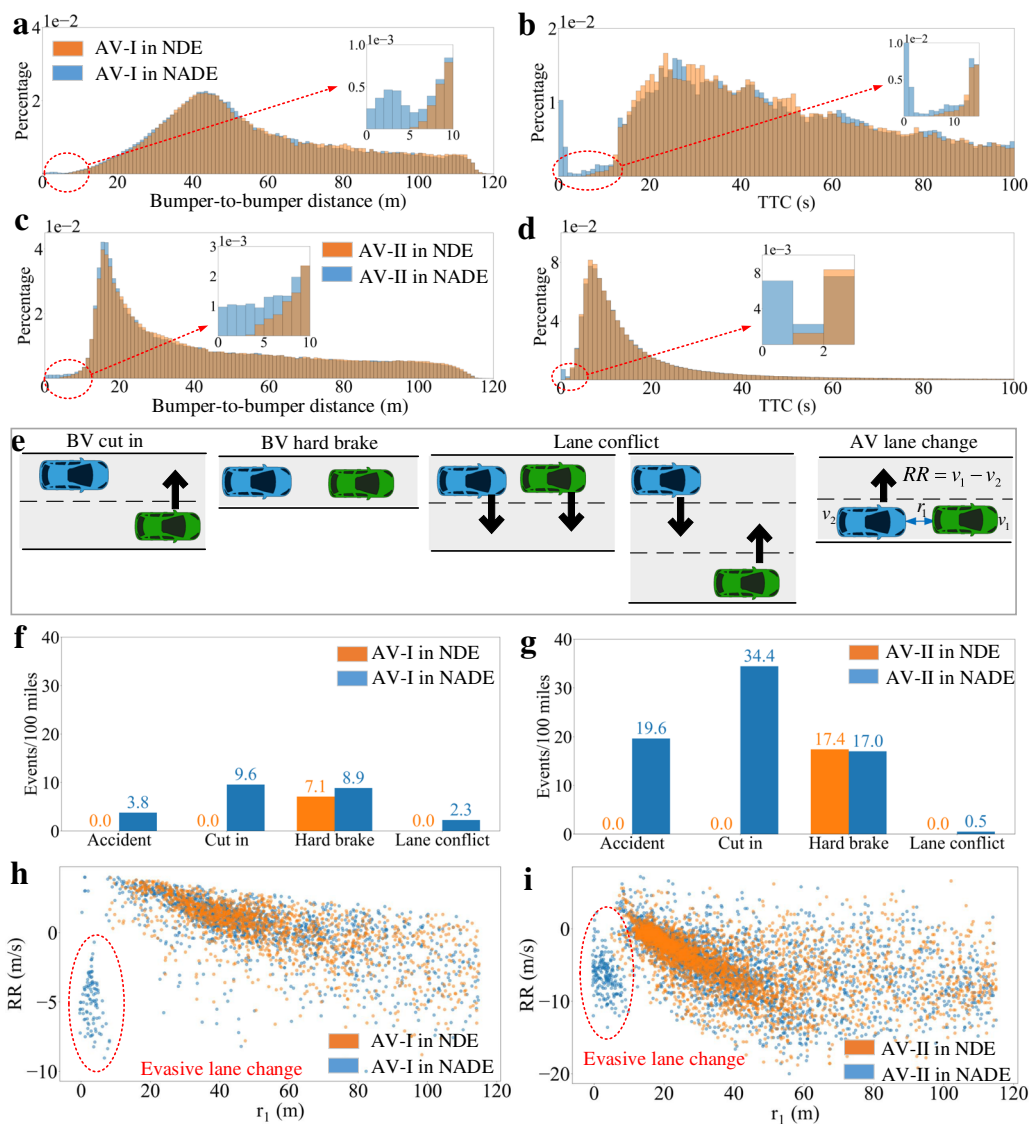 a
4 1e−2
AV-I in NDE
AV-I in NADE
Percentage
2
1e−3
0.5
0.0
0 5 10
0 20 40 60 80 100 120
Bumper-to-bumper distance (m)
b
2.0 1e−2
Percentage
1.5
1.0
0.5
0.0
1.0 1e−2
0.5
0.0
0 10
0 20 40 60 80 100
TTC (s)
c
1e−2
4
Percentage
2
1e−3
3
2
1
0 5 10
AV-II in NDE
AV-II in NADE
0 20 40 60 80 100 120
Bumper-to-bumper distance (m)
d
1e−2
8
Percentage
4
0
1e−3
8
4
0 2
0 20 40 60 80 100
TTC (s)
e
BV cut in
BV hard brake
Lane conflict
AV lane change
RR = v1 − v2
v2 r1 v1
f
40
30
20
10
0
Events/100 miles
AV-I in NDE
AV-I in NADE
0.0 3.8 0.0 9.6 7.1 8.9 0.0 2.3
Accident Cut in Hard brake Lane conflict
g
40
30
20
10
0
Events/100 miles
AV-II in NDE
AV-II in NADE
0.0 19.6 0.0 34.4 17.4 17.0 0.0 0.5
Accident Cut in Hard brake Lane conflict
h
RR (m/s)
0
−5
−10
Evasive lane change
AV-I in NDE
AV-I in NADE
0 20 40 60 80 100 120
r1 (m)
i
RR (m/s)
5
0
−5
−10
−15
−20
Evasive lane change
AV-II in NDE
AV-II in NADE
0 20 40 60 80 100 120
r1 (m)